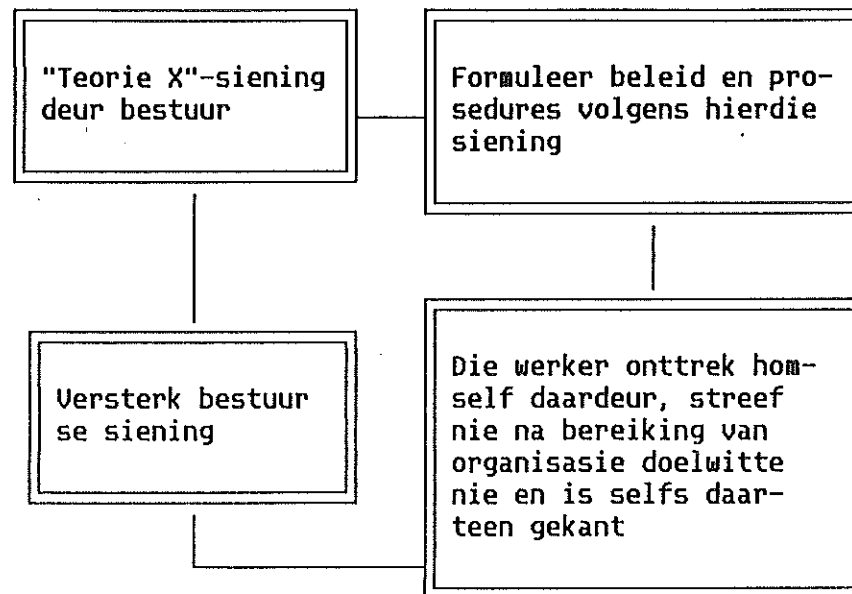 "Teorie X"-siening
deur bestuur
Formuleer beleid en pro-
sedures volgens hierdie
siening
Versterk bestuur
se siening
Die werker onttrek hom-
self daardeur, streef
nie na bereiking van
organisasie doelwitte
nie en is selfs daar-
teen gekant